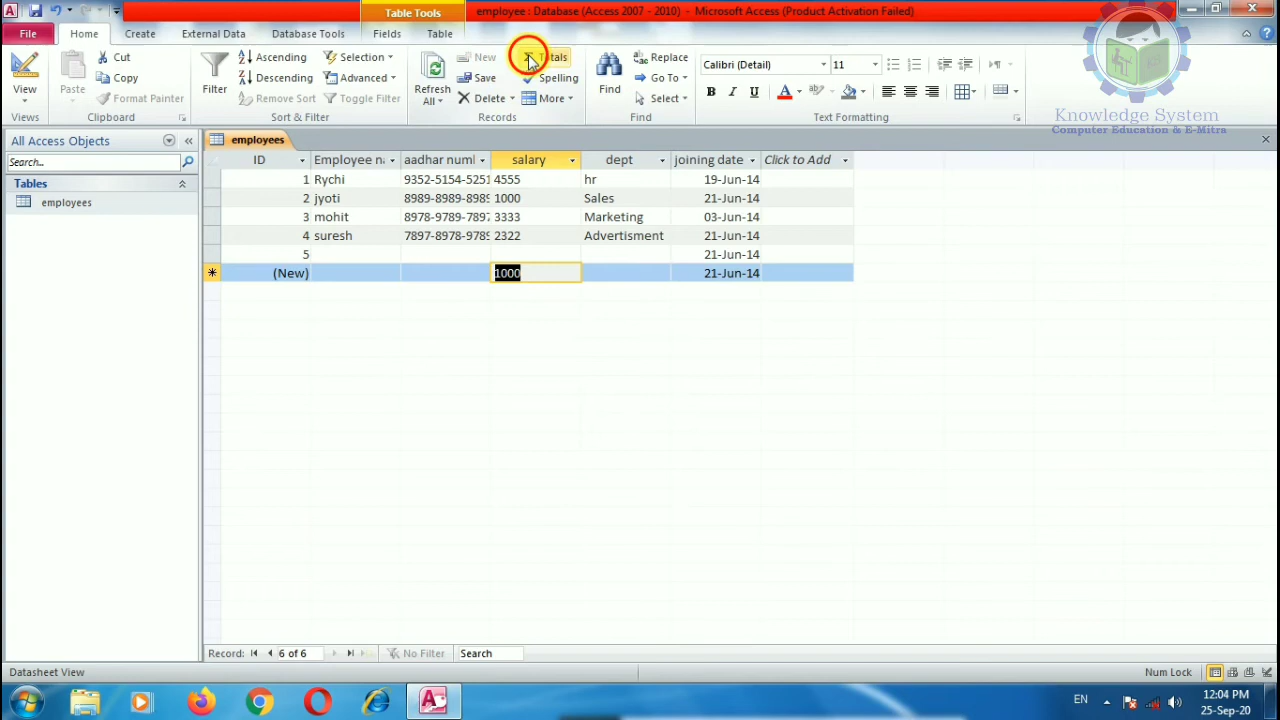 Table Tools
employee : Database (Access 2007 - 2010) - Microsoft Access (Product Activation Failed)
File Home Create External Data Database Tools Fields Table
View
Views
Paste
Cut
Copy
Format Painter
Clipboard
Filter
Ascending
Descending
Remove Sort
Selection
Advanced
Toggle Filter
Sort & Filter
Refresh
All
New
Save
Delete
Totals
Spelling
More
Records
Find
Replace
Go To
Select
Find
Calibri (Detail) 11
B I U A
Text Formatting
Knowledge System
Computer Education & E-Mitra
All Access Objects
Search...
Tables
employees
employees
ID Employee na aadhar numl salary dept joining date Click to Add
1 Rychi 9352-5154-5251 4555 hr 19-Jun-14
2 jyoti 8989-8989-8989 1000 Sales 21-Jun-14
3 mohit 8978-9789-7897 3333 Marketing 03-Jun-14
4 suresh 7897-8978-9789 2322 Advertisment 21-Jun-14
5 21-Jun-14
(New) 1000 21-Jun-14
Record: 6 of 6 No Filter Search
Datasheet View Num Lock
EN 12:04 PM
25-Sep-20